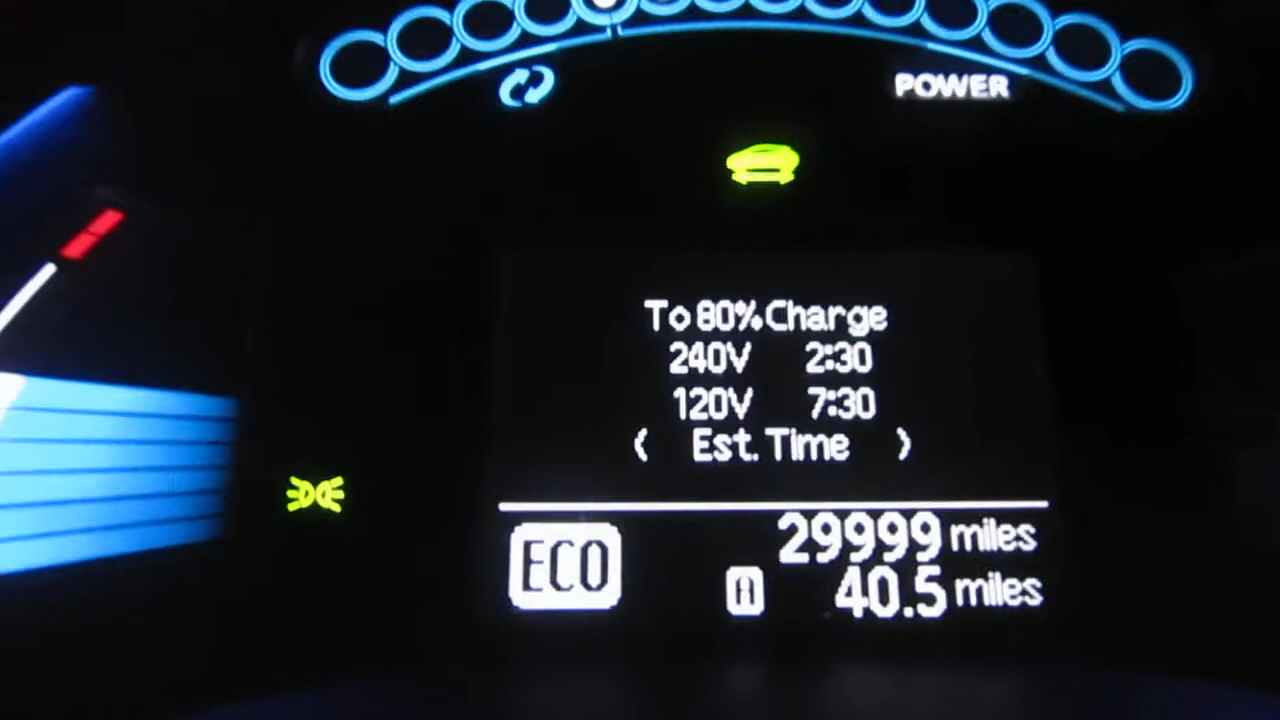 POWER
To 80% Charge
240V 2:30
120V 7:30
< Est. Time >
ECO
29999 miles
A 40.5 miles